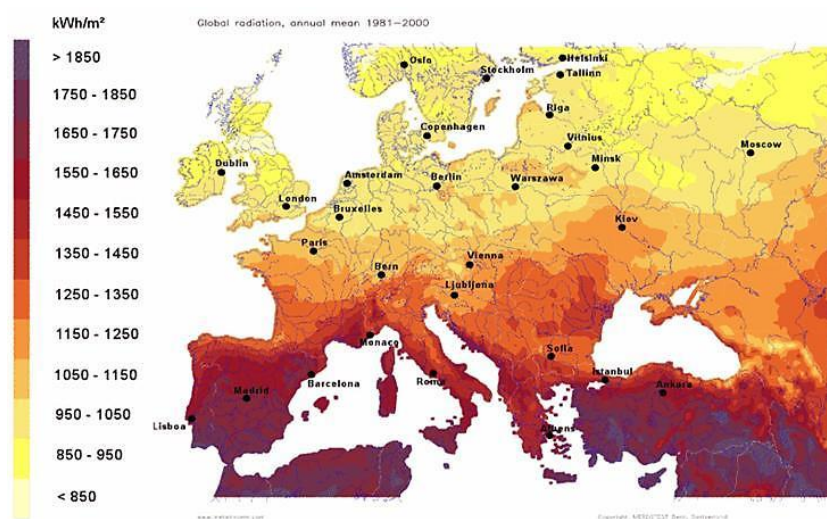 kWh/m²
Global radiation, annual mean 1981–2000
> 1850
1750 - 1850
1650 - 1750
1550 - 1650
1450 - 1550
1350 - 1450
1250 - 1350
1150 - 1250
1050 - 1150
950 - 1050
850 - 950
< 850
Oslo
Helsinki
Stockholm
Tallinn
Riga
Copenhagen
Vilnius
Moscow
Minsk
Dublin
Amsterdam
Berlin
Warszawa
London
Bruxelles
Kiev
Paris
Vienna
Bern
Ljubljana
Monaco
Sofia
Istanbul
Barcelona
Roma
Ankara
Madrid
Lisboa
Athens